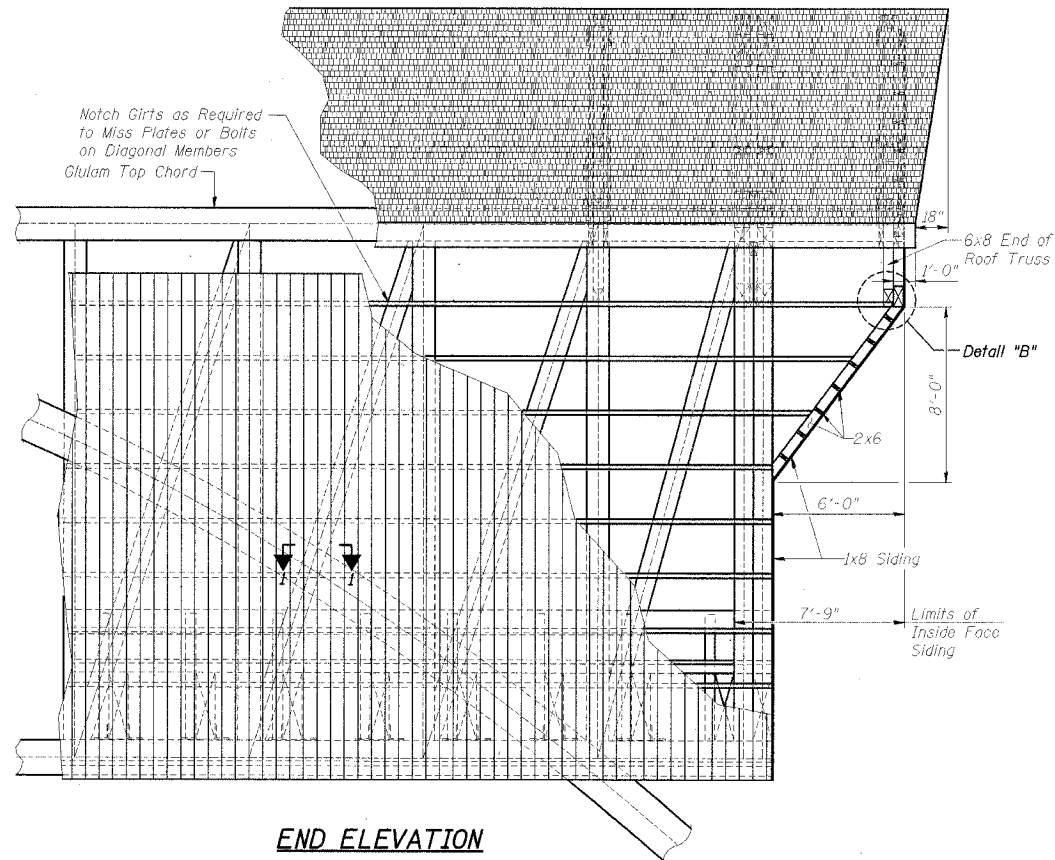 Notch Girts as Required
to Miss Plates or Bolts
on Diagonal Members
Glulam Top Chord
18"
6x8 End of
Roof Truss
1'-0"
Detail "B"
8'-0"
2x6
6'-0"
1x8 Siding
1
1
7'-9"
Limits of
Inside Face
Siding
END ELEVATION